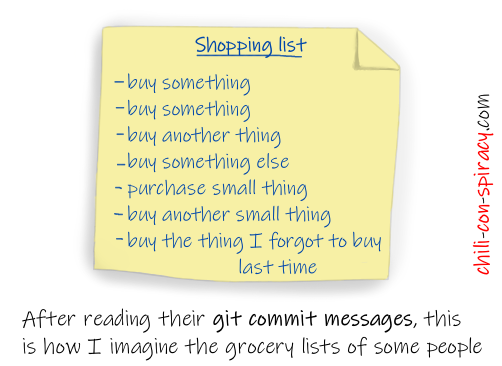 Shopping list
-buy something
-buy something
-buy another thing
-buy something else
- purchase small thing
-buy another small thing
-buy the thing I forgot to buy
last time
chili-con-spiracy.com
After reading their git commit messages, this
is how I imagine the grocery lists of some people